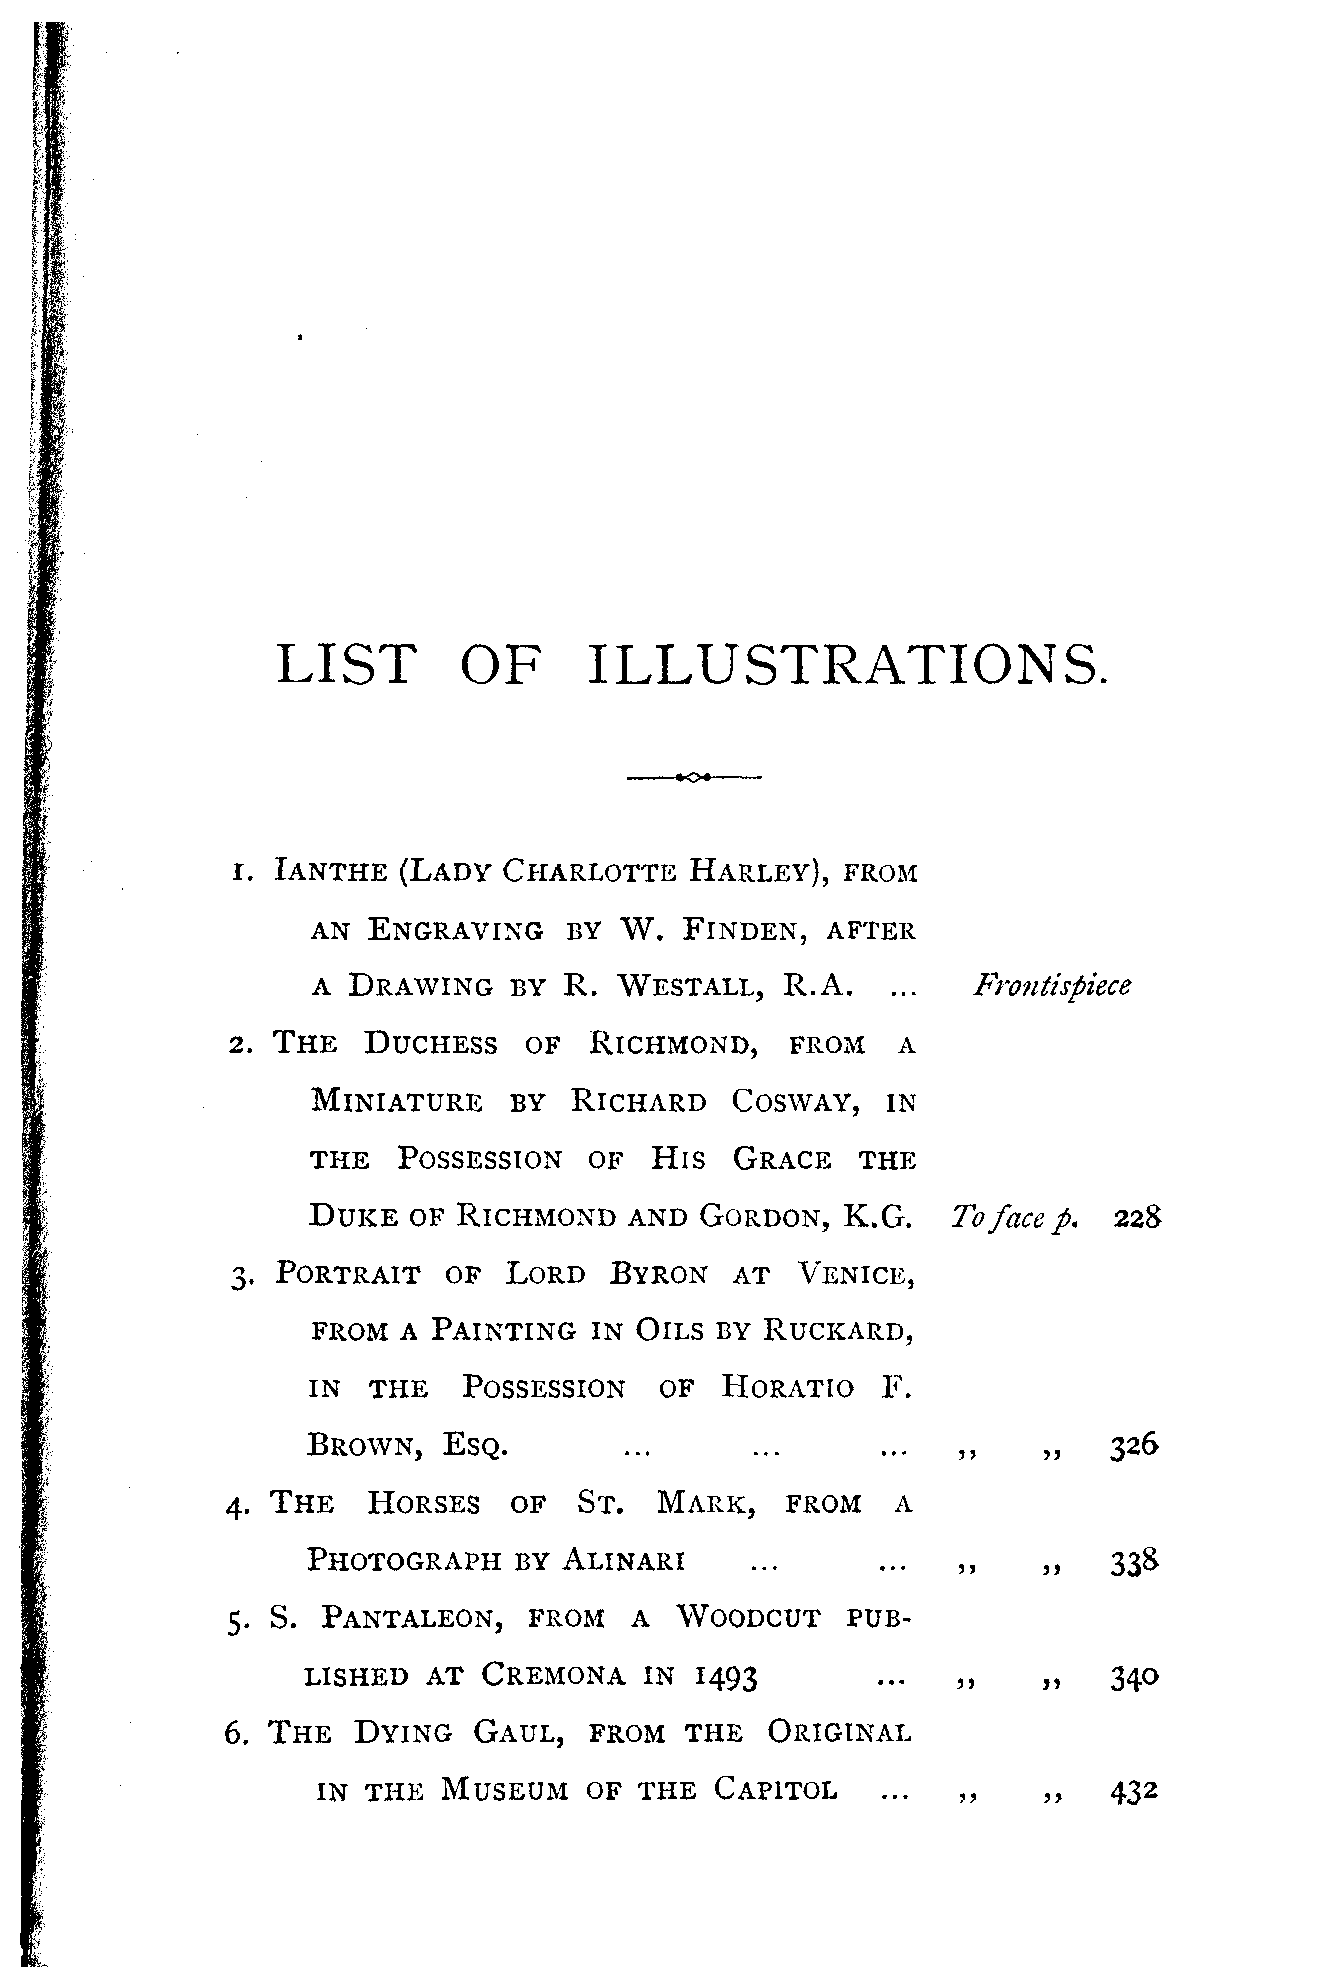 LIST OF ILLUSTRATIONS.
1. IANTHE (LADY CHARLOTTE HARLEY), FROM
AN ENGRAVING BY W. FINDEN, AFTER
A DRAWING BY R. WESTALL, R.A. ... Frontispiece
2. THE DUCHESS OF RICHMOND, FROM A
MINIATURE BY RICHARD COSWAY, IN
THE POSSESSION OF HIS GRACE THE
DUKE OF RICHMOND AND GORDON, K.G. To face p. 228
3. PORTRAIT OF LORD BYRON AT VENICE,
FROM A PAINTING IN OILS BY RUCKARD,
IN THE POSSESSION OF HORATIO F.
BROWN, ESQ. ... ... ... ,, ,, 326
4. THE HORSES OF ST. MARK, FROM A
PHOTOGRAPH BY ALINARI ... ... ,, ,, 338
5. S. PANTALEON, FROM A WOODCUT PUB-
LISHED AT CREMONA IN 1493 ... ,, ,, 340
6. THE DYING GAUL, FROM THE ORIGINAL
IN THE MUSEUM OF THE CAPITOL ... ,, ,, 432